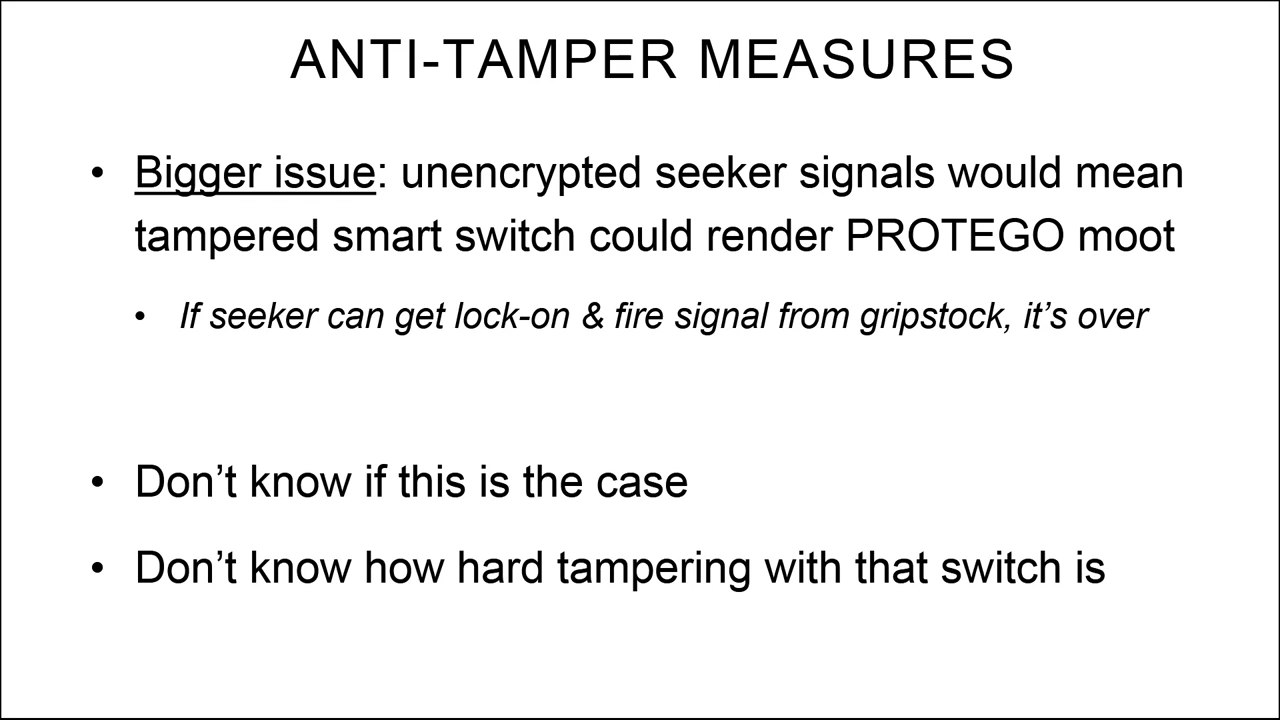 ANTI-TAMPER MEASURES
• Bigger issue: unencrypted seeker signals would mean
tampered smart switch could render PROTEGO moot
• If seeker can get lock-on & fire signal from gripstock, it’s over
• Don’t know if this is the case
• Don’t know how hard tampering with that switch is